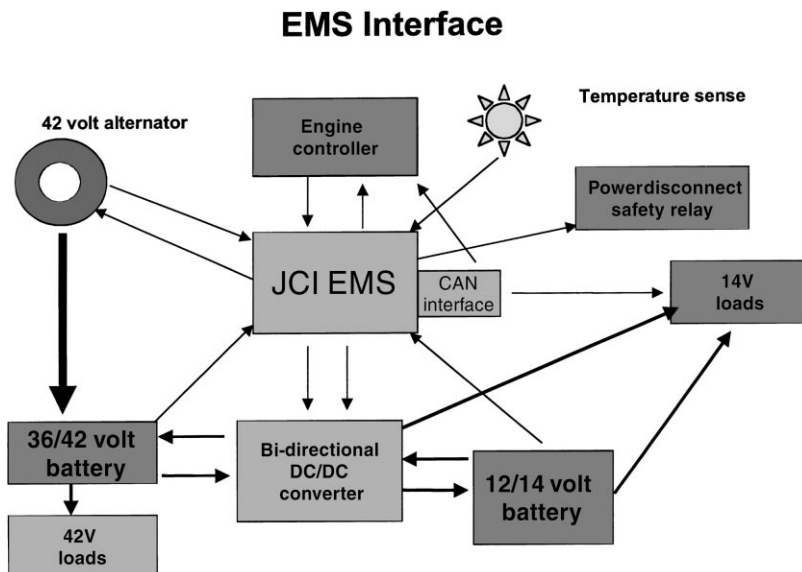 EMS Interface
42 volt alternator
Engine
controller
Temperature sense
Powerdisconnect
safety relay
JCI EMS
CAN
interface
14V
loads
36/42 volt
battery
Bi-directional
DC/DC
converter
12/14 volt
battery
42V
loads